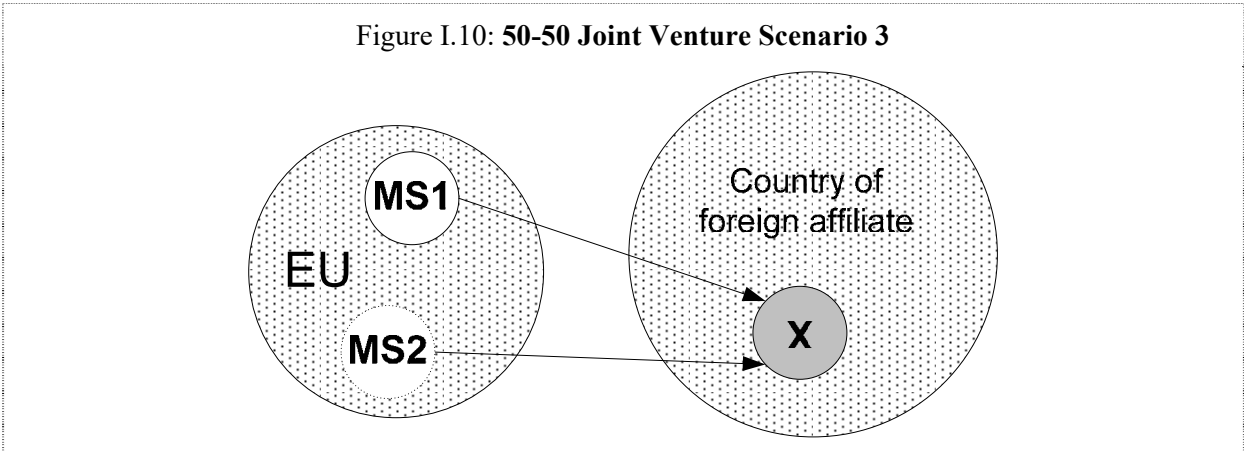 Figure I.10: 50-50 Joint Venture Scenario 3
MS1
EU
MS2
Country of
foreign affiliate
X